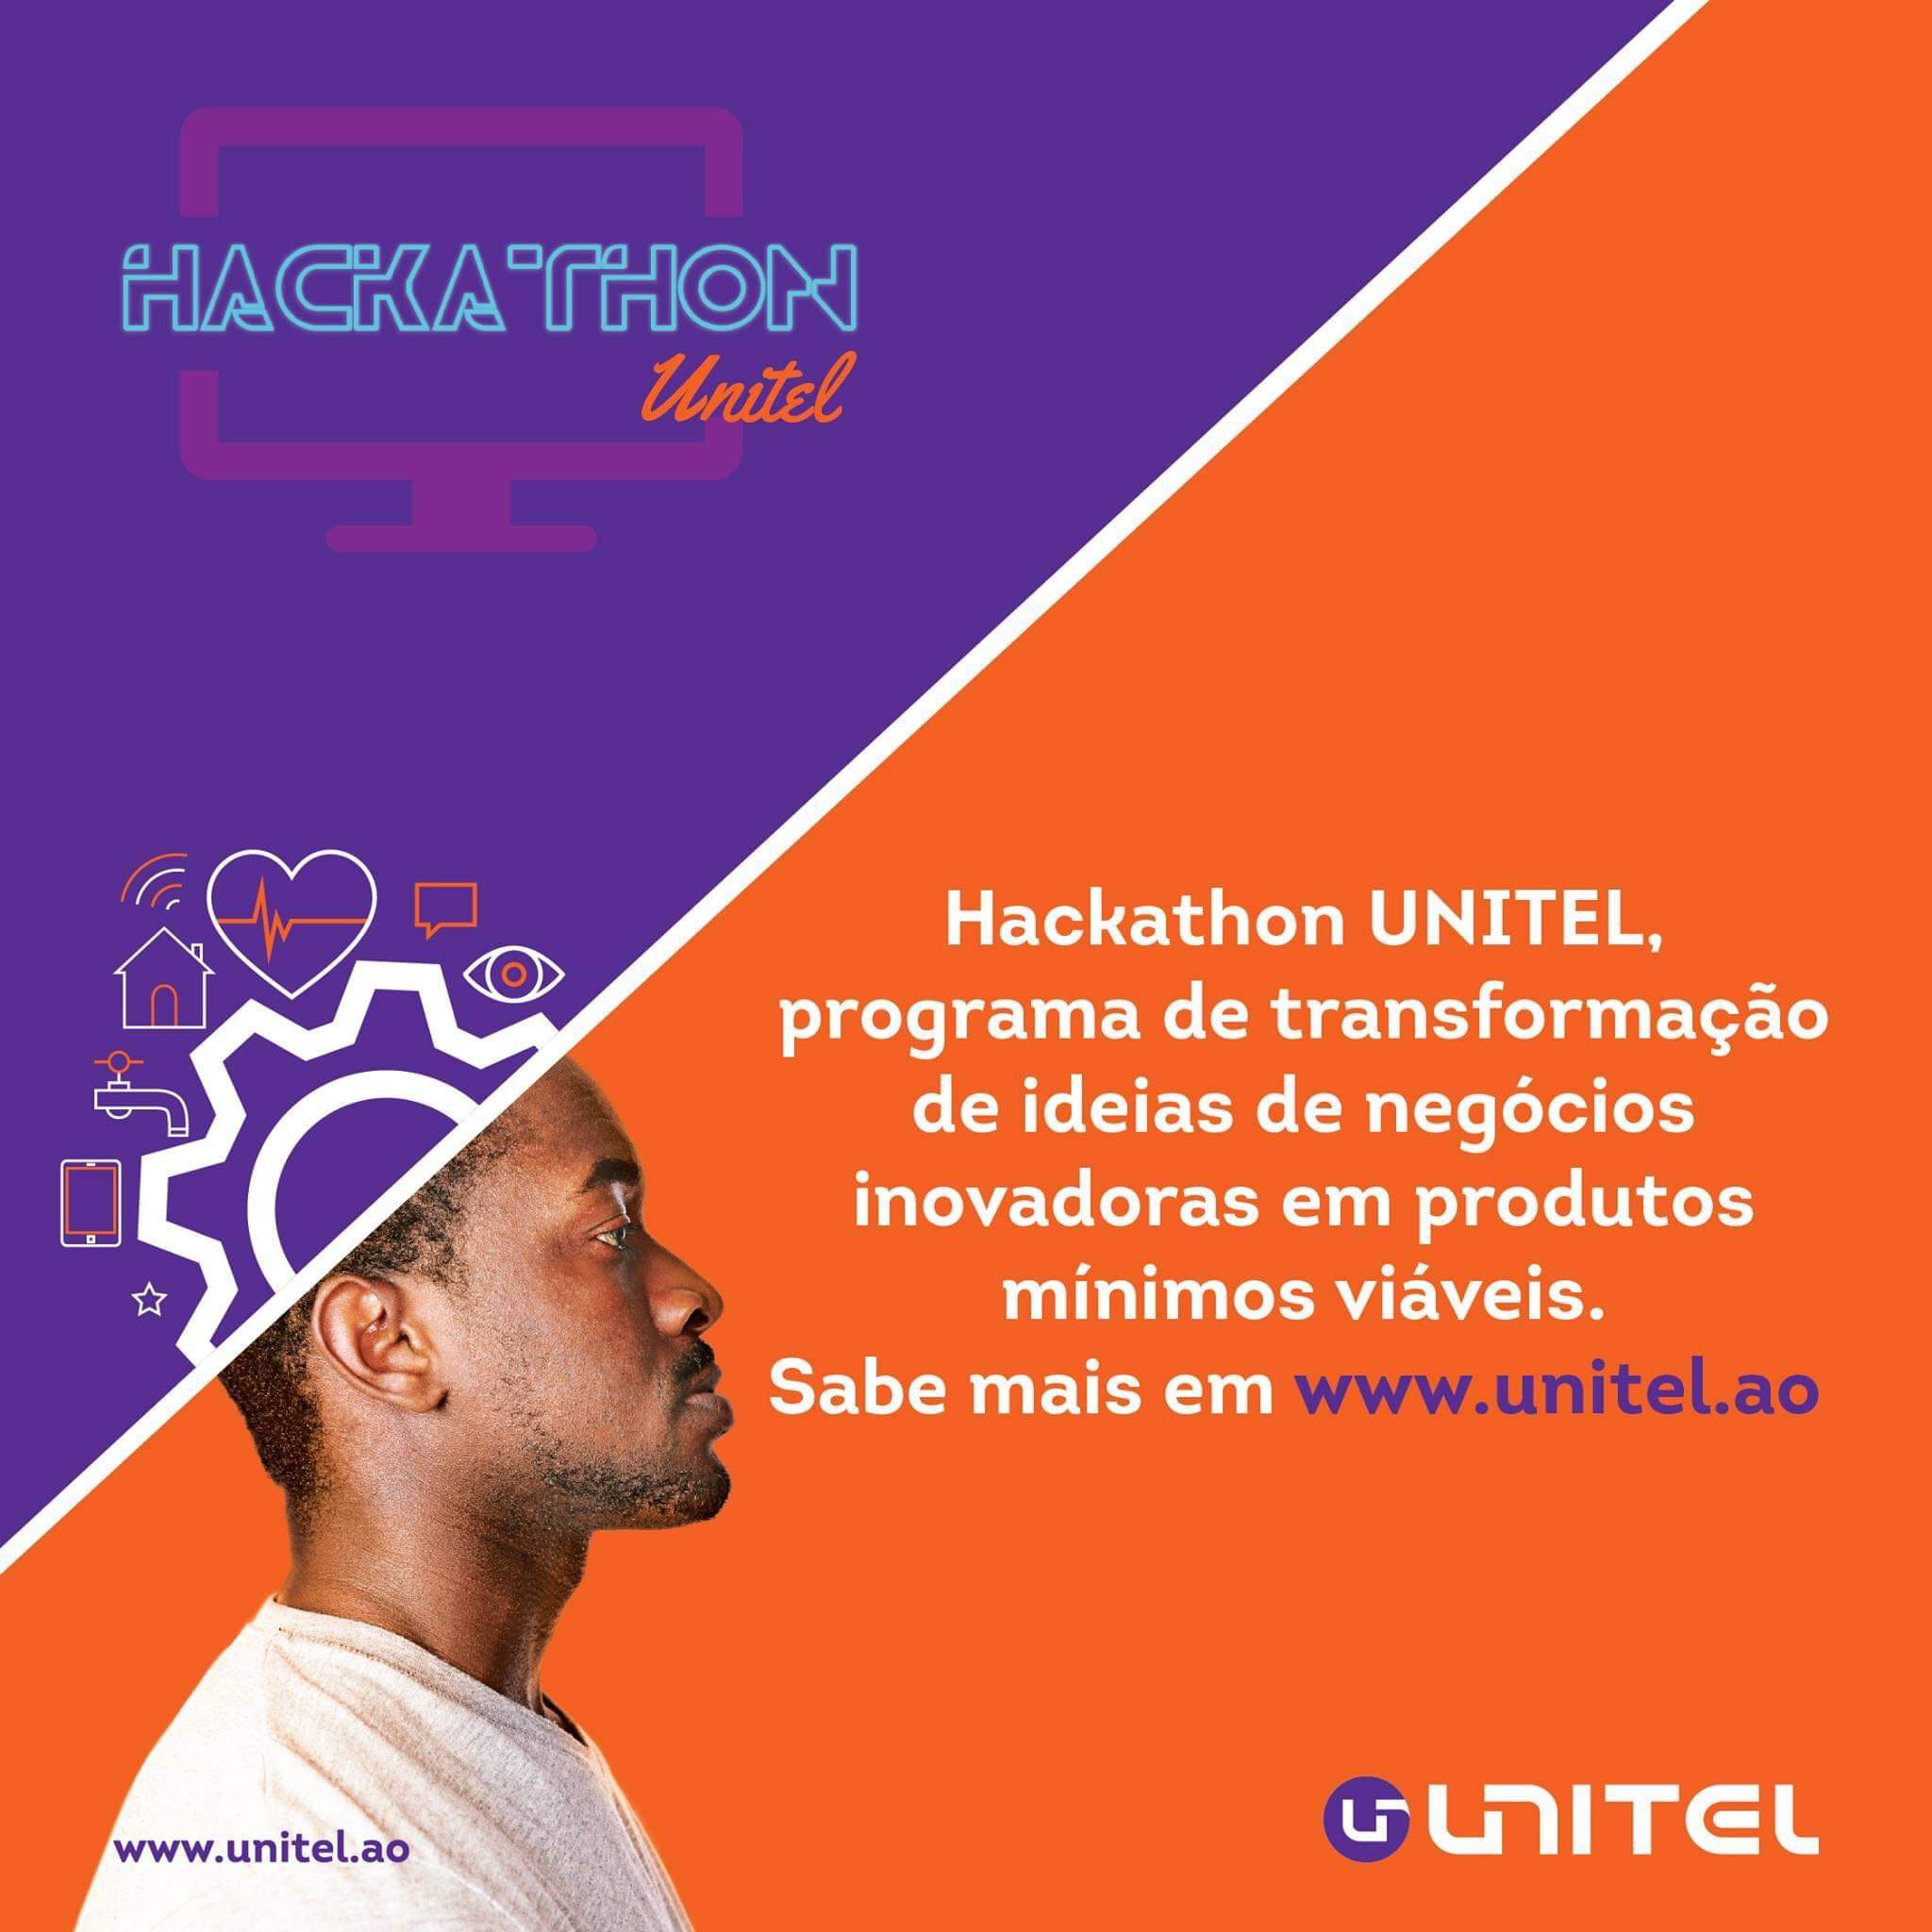 HACKATHON
Unitel
Hackathon UNITEL,
programa de transformação
de ideias de negócios
inovadoras em produtos
mínimos viáveis.
Sabe mais em www.unitel.ao
www.unitel.ao
UNITEL